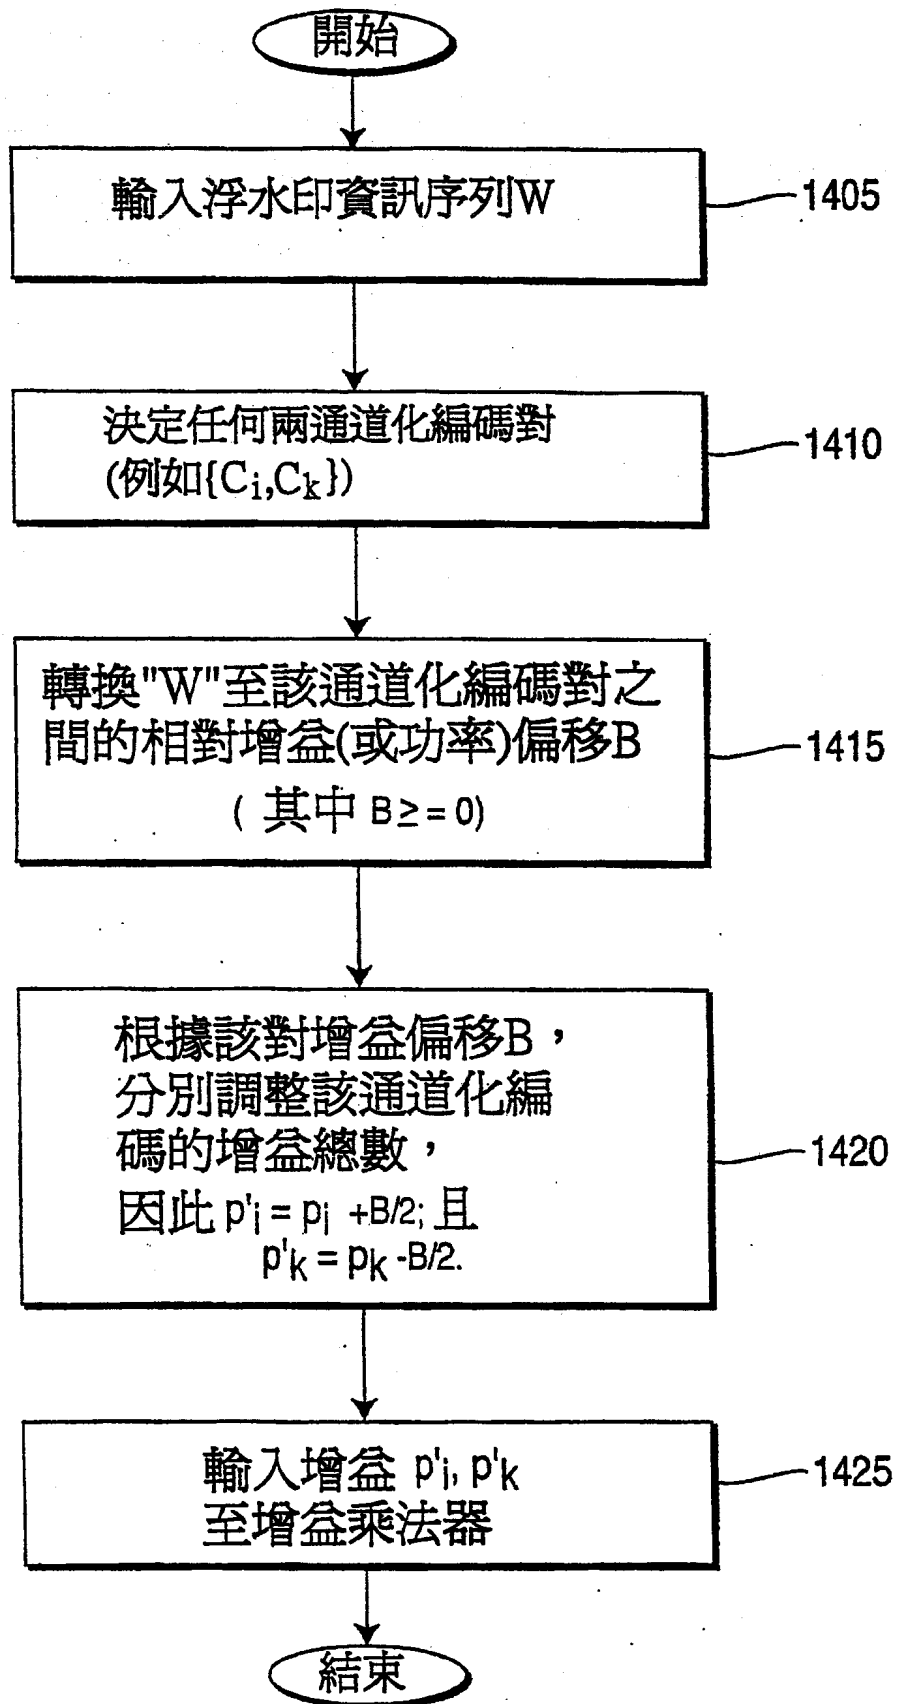 開始
輸入浮水印資訊序列W
1405
決定任何兩通道化編碼對
(例如{Ci,Ck})
1410
轉換"W"至該通道化編碼對之
間的相對增益(或功率)偏移B
(其中 B≥=0)
1415
根據該對增益偏移B，
分別調整該通道化編
碼的增益總數，
因此 p'i = pi +B/2; 且
p'k = pk -B/2.
1420
輸入增益 p'i, p'k
至增益乘法器
1425
結束